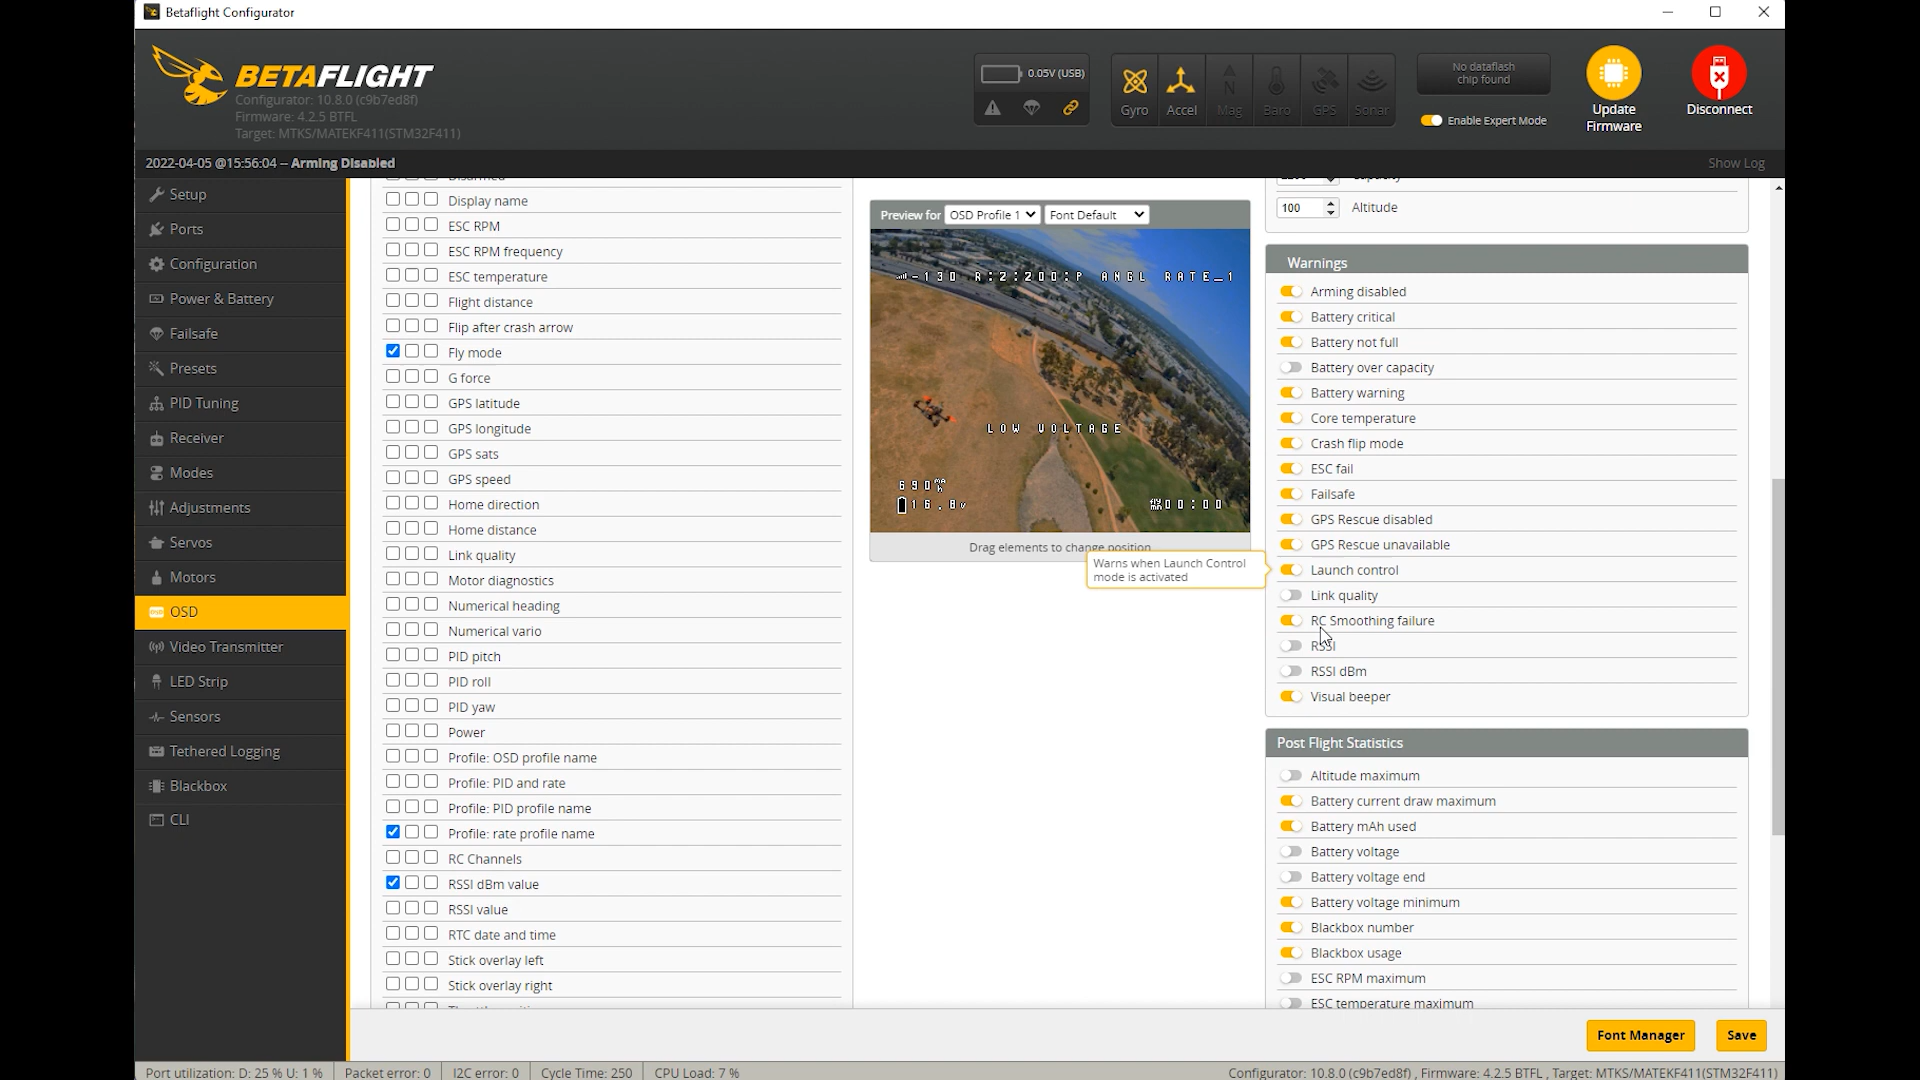 Betaflight Configurator
BETAFLIGHT
Configurator: 10.8.0 (c9b7ed8f)
Firmware: 4.2.5 BTFL
Target: MTKS/MATEKF411(STM32F411)
0.05V (USB)
Gyro
Accel
Mag
Baro
GPS
Sonar
No dataflash
chip found
Enable Expert Mode
Update
Firmware
Disconnect
2022-04-05 @15:56:04 -- Arming Disabled
Show Log
Setup
Ports
Configuration
Power & Battery
Failsafe
Presets
PID Tuning
Receiver
Modes
Adjustments
Servos
Motors
OSD
Video Transmitter
LED Strip
Sensors
Tethered Logging
Blackbox
CLI
Display name
ESC RPM
ESC RPM frequency
ESC temperature
Flight distance
Flip after crash arrow
Fly mode
G force
GPS latitude
GPS longitude
GPS sats
GPS speed
Home direction
Home distance
Link quality
Motor diagnostics
Numerical heading
Numerical vario
PID pitch
PID roll
PID yaw
Power
Profile: OSD profile name
Profile: PID and rate
Profile: PID profile name
Profile: rate profile name
RC Channels
RSSI dBm value
RSSI value
RTC date and time
Stick overlay left
Stick overlay right
Preview for OSD Profile 1 Font Default
-130 R:2:200:P ANGL RATE_1
LOW VOLTAGE
690
16.8V
00:00
Drag elements to change position
Warns when Launch Control
mode is activated
100 Altitude
Warnings
Arming disabled
Battery critical
Battery not full
Battery over capacity
Battery warning
Core temperature
Crash flip mode
ESC fail
Failsafe
GPS Rescue disabled
GPS Rescue unavailable
Launch control
Link quality
RC Smoothing failure
RSSI
RSSI dBm
Visual beeper
Post Flight Statistics
Altitude maximum
Battery current draw maximum
Battery mAh used
Battery voltage
Battery voltage end
Battery voltage minimum
Blackbox number
Blackbox usage
ESC RPM maximum
ESC temperature maximum
Font Manager
Save
Port utilization: D: 25 % U: 1 %
Packet error: 0
I2C error: 0
Cycle Time: 250
CPU Load: 7 %
Configurator: 10.8.0 (c9b7ed8f) , Firmware: 4.2.5 BTFL , Target: MTKS/MATEKF411(STM32F411)